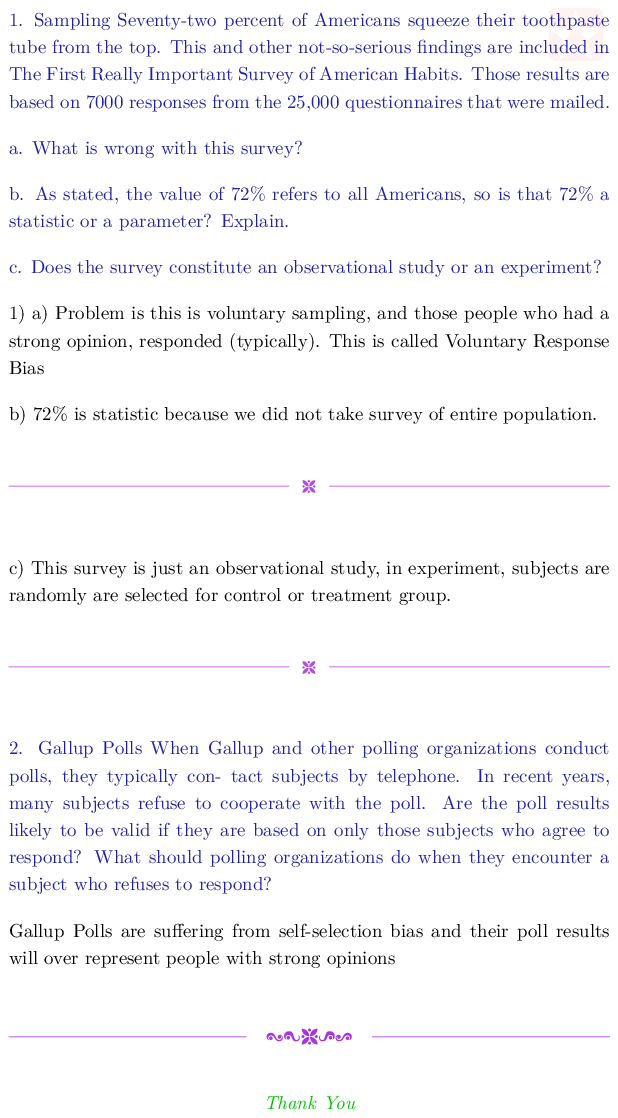 1. Sampling Seventy-two percent of Americans squeeze their toothpaste
tube from the top. This and other not-so-serious findings are included in
The First Really Important Survey of American Habits. Those results are
based on 7000 responses from the 25,000 questionnaires that were mailed.
a. What is wrong with this survey?
b. As stated, the value of 72% refers to all Americans, so is that 72% a
statistic or a parameter? Explain.
c. Does the survey constitute an observational study or an experiment?
1) a) Problem is this is voluntary sampling, and those people who had a
strong opinion, responded (typically). This is called Voluntary Response
Bias
b) 72% is statistic because we did not take survey of entire population.
c) This survey is just an observational study, in experiment, subjects are
randomly are selected for control or treatment group.
2. Gallup Polls When Gallup and other polling organizations conduct
polls, they typically con- tact subjects by telephone. In recent years,
many subjects refuse to cooperate with the poll. Are the poll results
likely to be valid if they are based on only those subjects who agree to
respond? What should polling organizations do when they encounter a
subject who refuses to respond?
Gallup Polls are suffering from self-selection bias and their poll results
will over represent people with strong opinions
Thank You